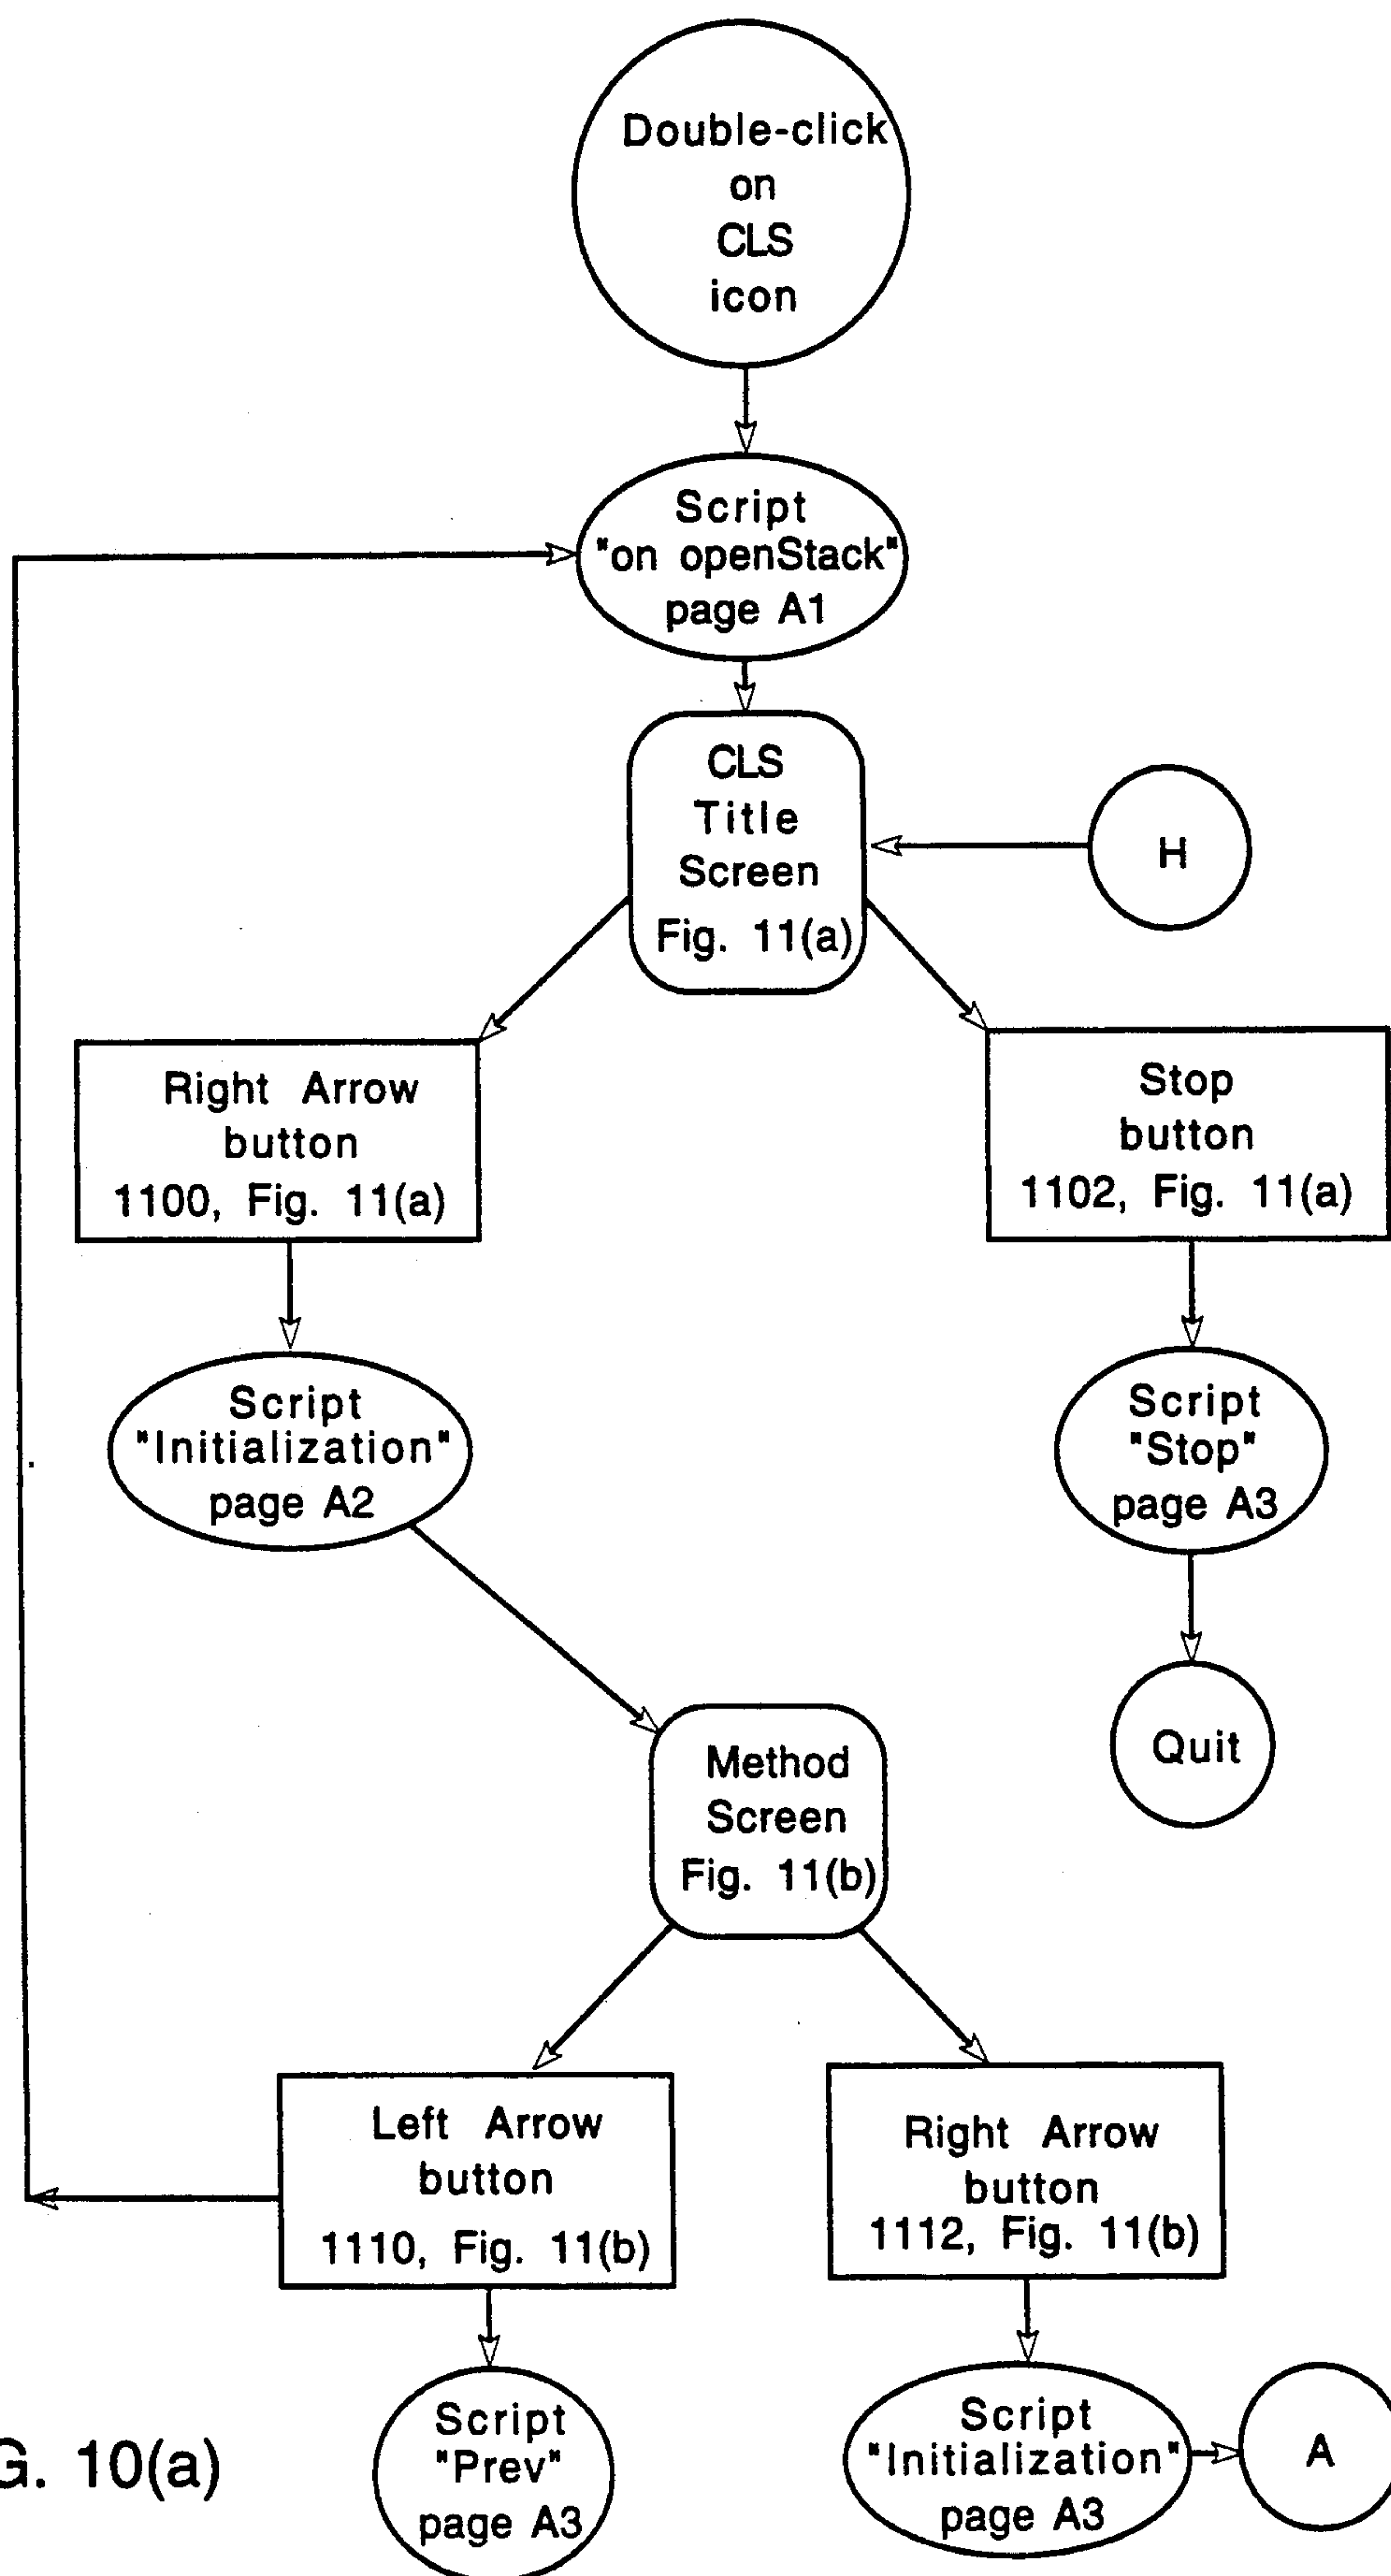 Double-click
on
CLS
icon
Script
"on openStack"
page A1
CLS
Title
Screen
Fig. 11(a)
H
Right Arrow
button
1100, Fig. 11(a)
Stop
button
1102, Fig. 11(a)
Script
"Initialization"
page A2
Script
"Stop"
page A3
Quit
Method
Screen
Fig. 11(b)
Left Arrow
button
1110, Fig. 11(b)
Right Arrow
button
1112, Fig. 11(b)
Script
"Prev"
page A3
Script
"Initialization"
page A3
A
G. 10(a)